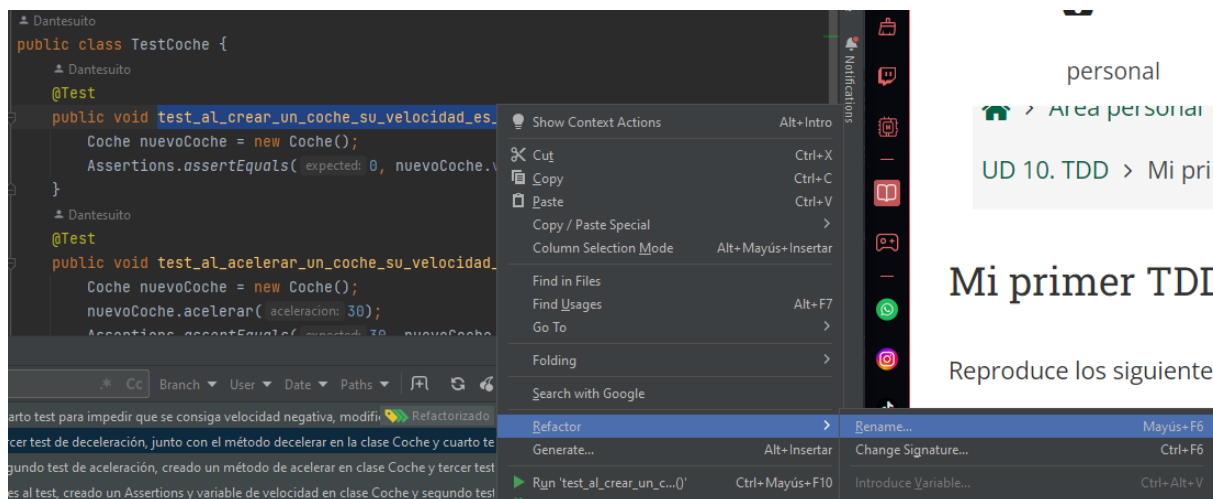 Dantesuito
public class TestCoche {
Dantesuito
@Test
public void test_al_crear_un_coche_su_velocidad_es_
Coche nuevoCoche = new Coche();
Assertions.assertEquals( expected: 0, nuevoCoche.v
}
Dantesuito
@Test
public void test_al_acelerar_un_coche_su_velocidad_
Coche nuevoCoche = new Coche();
nuevoCoche.acelerar( aceleracion: 30);
Assertions.assertEquals( expected: 30, nuevoCoche
.* Cc Branch User Date Paths
arto test para impedir que se consiga velocidad negativa, modifi Refactorizado
rcer test de deceleración, junto con el método decelerar en la clase Coche y cuarto te
gundo test de aceleración, creado un método de acelerar en clase Coche y tercer test
es al test, creado un Assertions y variable de velocidad en clase Coche y segundo test
Show Context Actions Alt+Intro
Cut Ctrl+X
Copy Ctrl+C
Paste Ctrl+V
Copy / Paste Special
Column Selection Mode Alt+Mayús+Insertar
Find in Files
Find Usages Alt+F7
Go To
Folding
Search with Google
Refactor
Generate... Alt+Insertar
Run 'test_al_crear_un_c...()' Ctrl+Mayús+F10
Rename... Mayús+F6
Change Signature... Ctrl+F6
Introduce Variable... Ctrl+Alt+V
Notifications
personal
> Área personal
UD 10. TDD > Mi pri
Mi primer TDD
Reproduce los siguiente